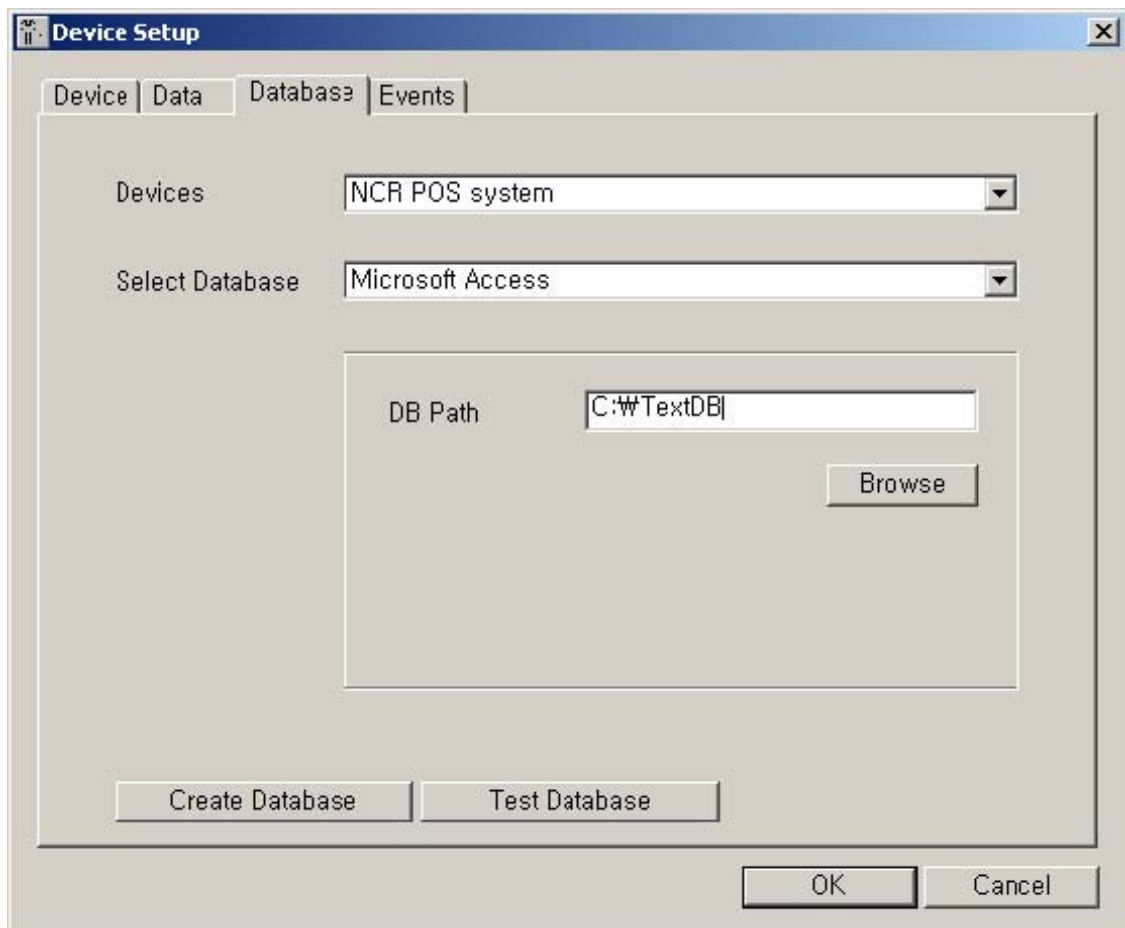 Device Setup
Device Data Database Events
Devices NCR POS system
Select Database Microsoft Access
DB Path C:₩TextDB
Browse
Create Database Test Database
OK Cancel